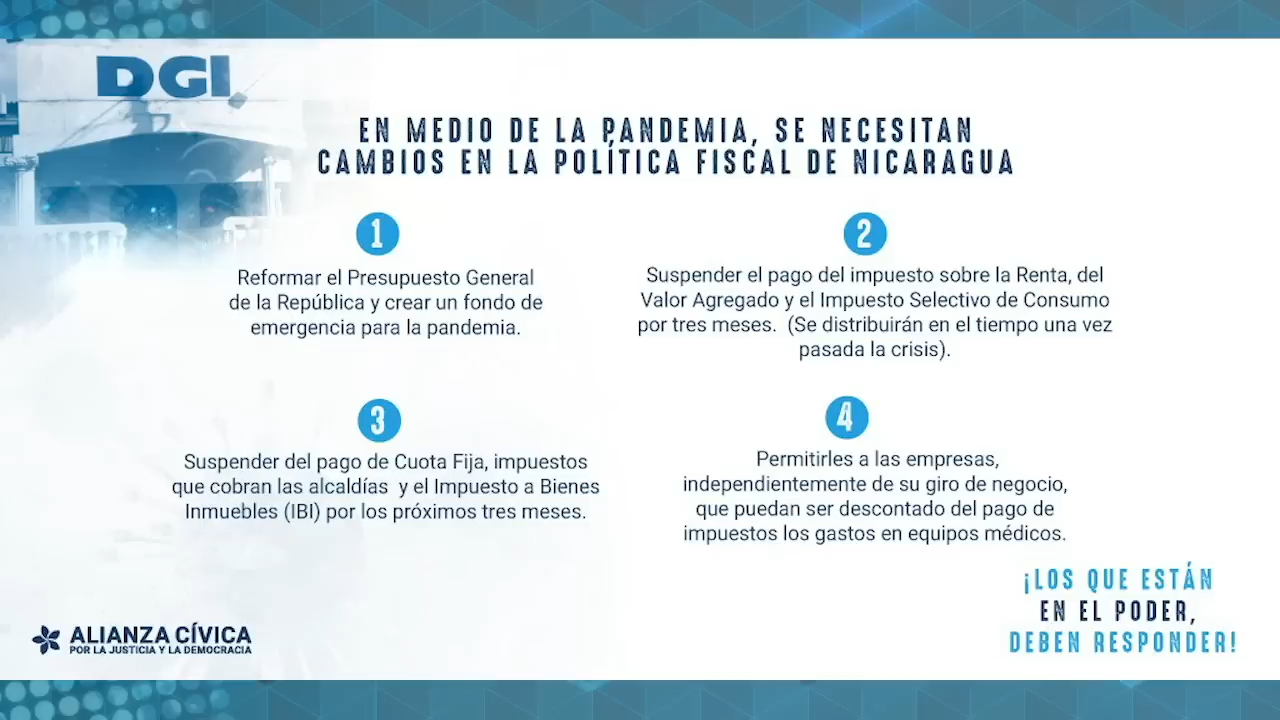 DGI
EN MEDIO DE LA PANDEMIA, SE NECESITAN
CAMBIOS EN LA POLÍTICA FISCAL DE NICARAGUA
1
Reformar el Presupuesto General
de la República y crear un fondo de
emergencia para la pandemia.
2
Suspender el pago del impuesto sobre la Renta, del
Valor Agregado y el Impuesto Selectivo de Consumo
por tres meses. (Se distribuirán en el tiempo una vez
pasada la crisis).
3
Suspender del pago de Cuota Fija, impuestos
que cobran las alcaldías y el Impuesto a Bienes
Inmuebles (IBI) por los próximos tres meses.
4
Permitirles a las empresas,
independientemente de su giro de negocio,
que puedan ser descontado del pago de
impuestos los gastos en equipos médicos.
¡LOS QUE ESTÁN
EN EL PODER,
DEBEN RESPONDER!
ALIANZA CÍVICA
POR LA JUSTICIA Y LA DEMOCRACIA